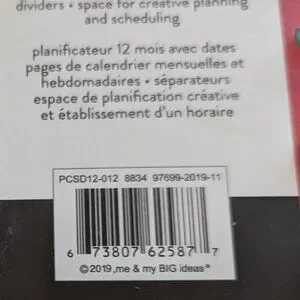 dividers • space for creative planning
and scheduling
planificateur 12 mois avec dates
pages de calendrier mensuelles et
hebdomadaires • séparateurs
espace de planification créative
et établissement d'un horaire
PCSD12-012 8834 97699-2019-11
6 73807 62587 7
©2019 ,me & my BIG ideas®